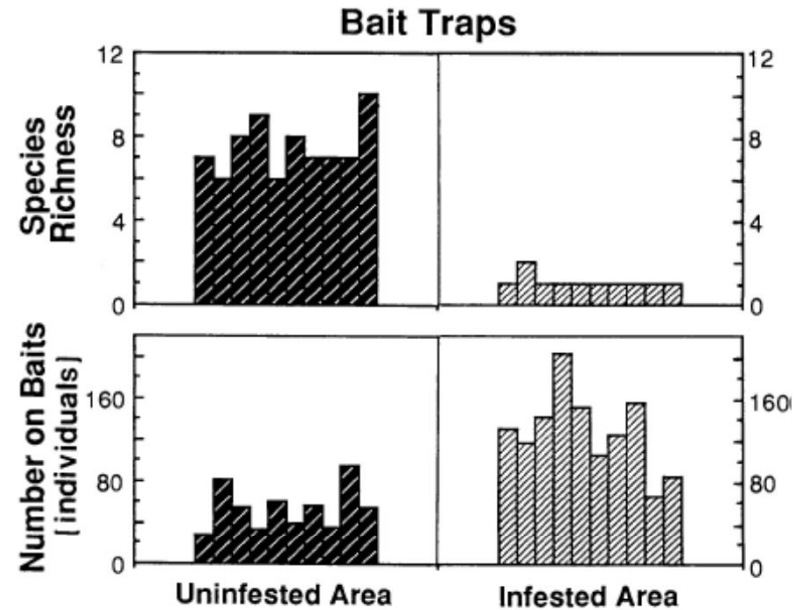 Bait Traps
Species
Richness
12
8
4
0
12
8
4
0
Number on Baits
[individuals]
160
80
0
160
80
0
Uninfested Area
Infested Area